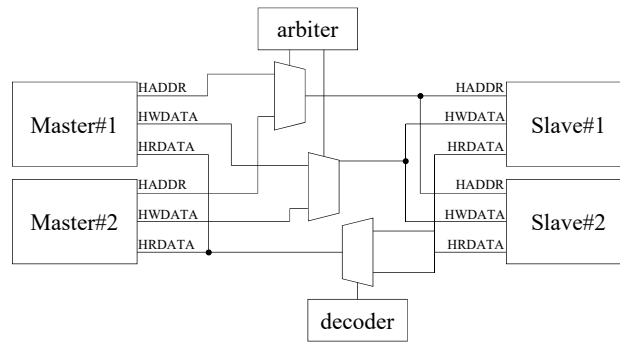 arbiter
HADDR
HADDR
Master#1
HWDATA
HWDATA
Slave#1
HRDATA
HRDATA
HADDR
HADDR
Master#2
HWDATA
HWDATA
Slave#2
HRDATA
HRDATA
decoder